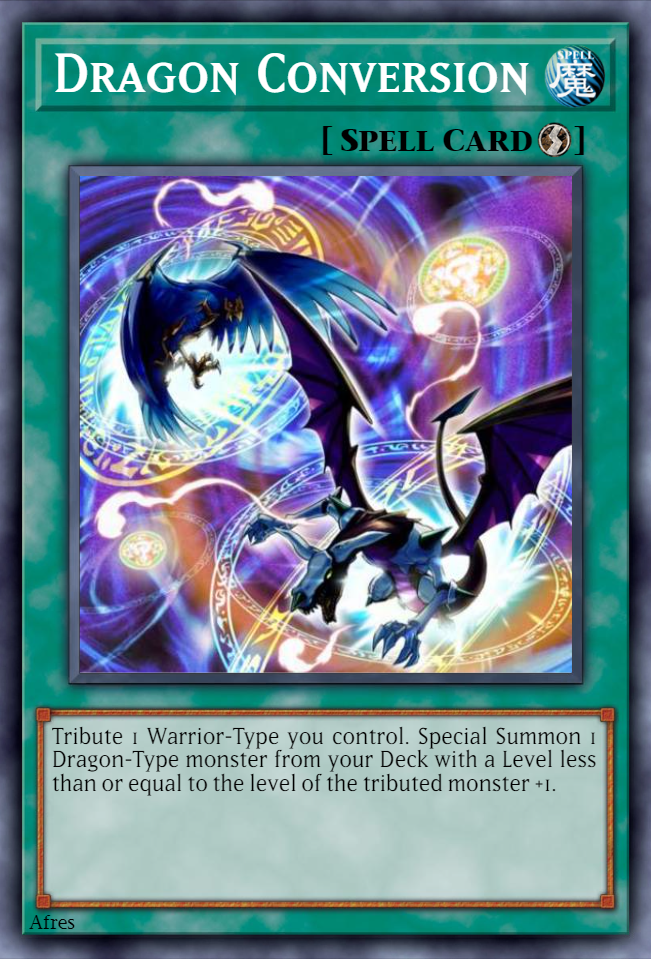 Dragon Conversion
SPELL
魔
[ Spell Card ]
Tribute 1 Warrior-Type you control. Special Summon 1
Dragon-Type monster from your Deck with a Level less
than or equal to the level of the tributed monster +1.
Afres